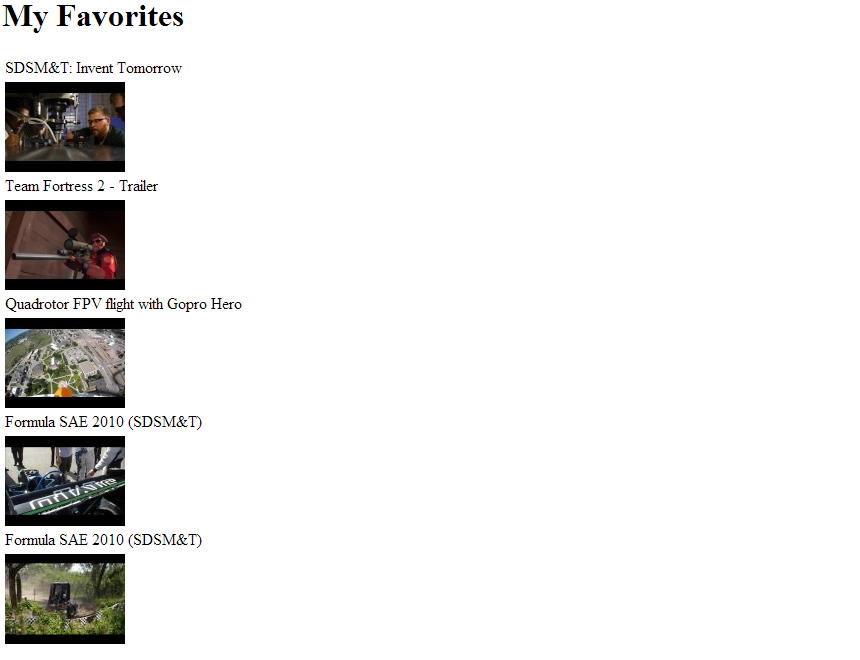 My Favorites
SDSM&T: Invent Tomorrow
Team Fortress 2 - Trailer
Quadrotor FPV flight with Gopro Hero
Formula SAE 2010 (SDSM&T)
Formula SAE 2010 (SDSM&T)